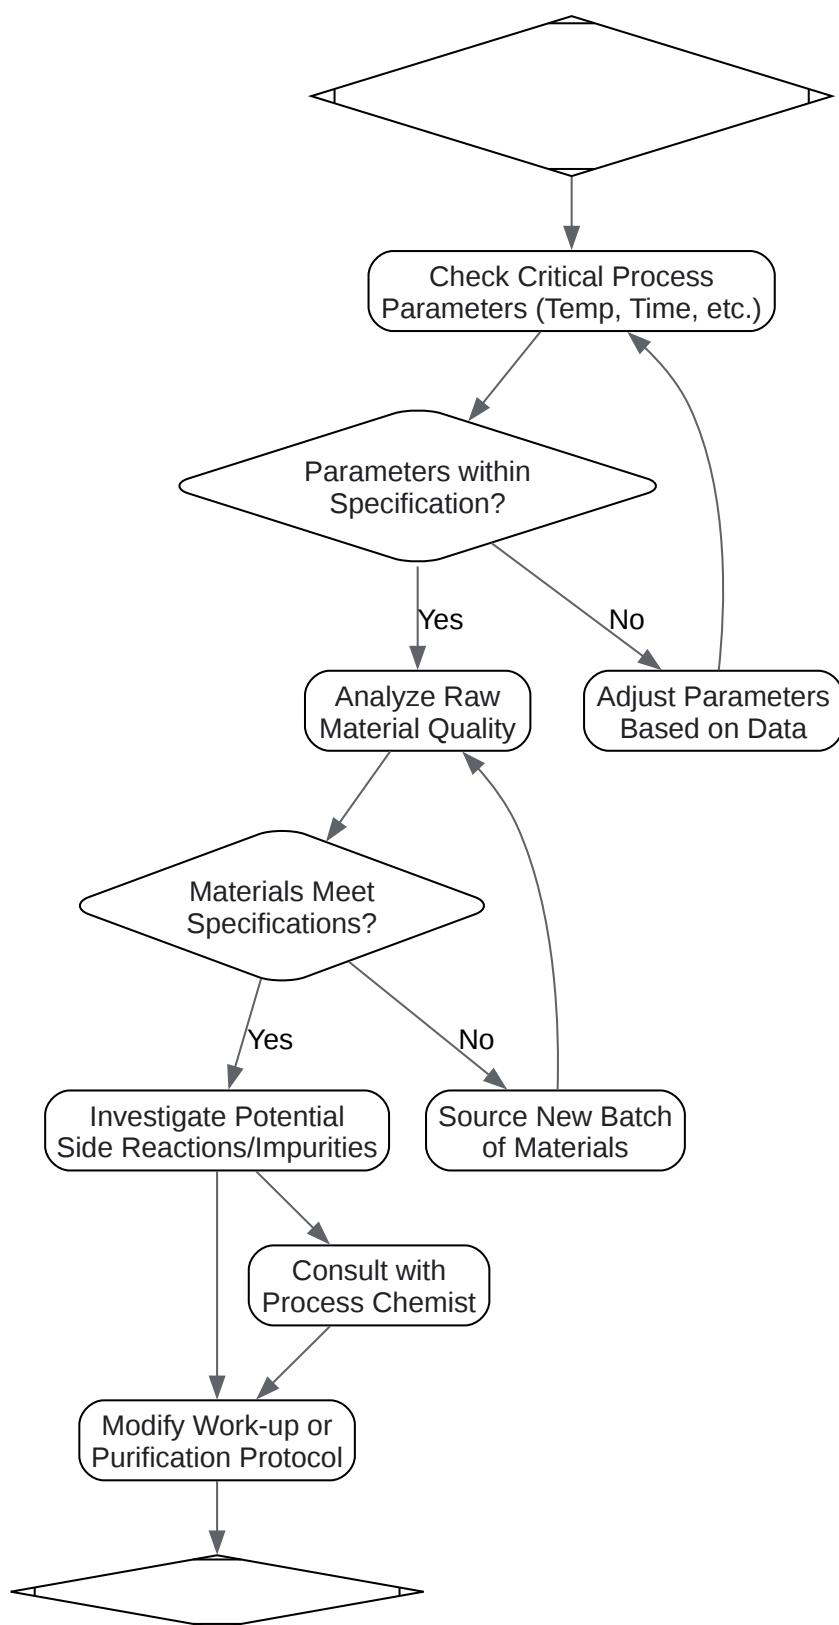 Check Critical Process
Parameters (Temp, Time, etc.)
Parameters within
Specification?
Yes
No
Analyze Raw
Material Quality
Adjust Parameters
Based on Data
Materials Meet
Specifications?
Yes
No
Investigate Potential
Side Reactions/Impurities
Source New Batch
of Materials
Consult with
Process Chemist
Modify Work-up or
Purification Protocol